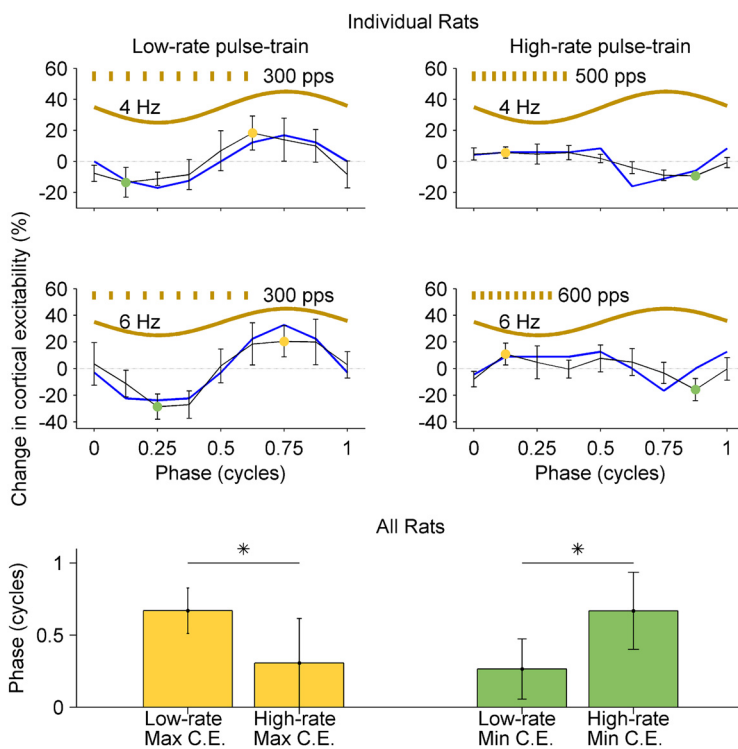 Individual Rats
Low-rate pulse-train
High-rate pulse-train
Change in cortical excitability (%)
60
40
20
0
-20
300 pps
4 Hz
500 pps
4 Hz
60
40
20
0
-20
60
40
20
0
-20
-40
300 pps
6 Hz
0
0.25
0.5
0.75
1
Phase (cycles)
60
40
20
0
-20
-40
600 pps
6 Hz
0
0.25
0.5
0.75
1
Phase (cycles)
All Rats
Phase (cycles)
1
0.5
0
*
*
Low-rate
Max C.E.
High-rate
Max C.E.
Low-rate
Min C.E.
High-rate
Min C.E.